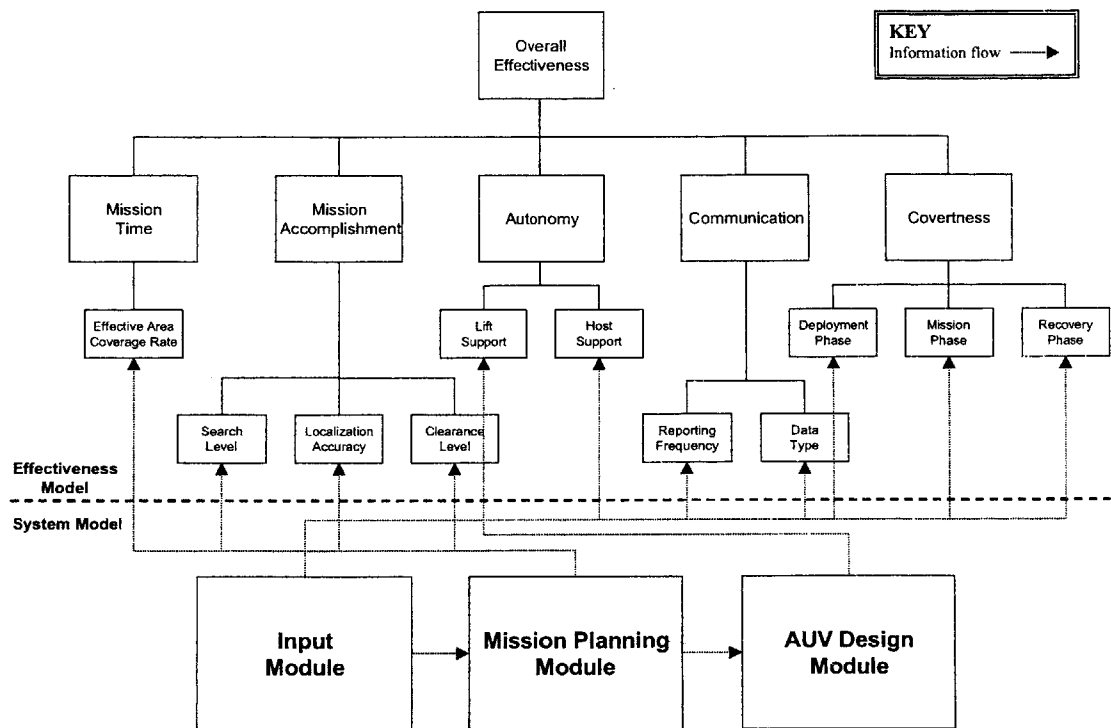 Overall
Effectiveness
KEY
Information flow
Mission
Time
Mission
Accomplishment
Autonomy
Communication
Covertness
Effective Area
Coverage Rate
Lift
Support
Host
Support
Deployment
Phase
Mission
Phase
Recovery
Phase
Search
Level
Localization
Accuracy
Clearance
Level
Reporting
Frequency
Data
Type
Effectiveness
Model
System Model
Input
Module
Mission Planning
Module
AUV Design
Module